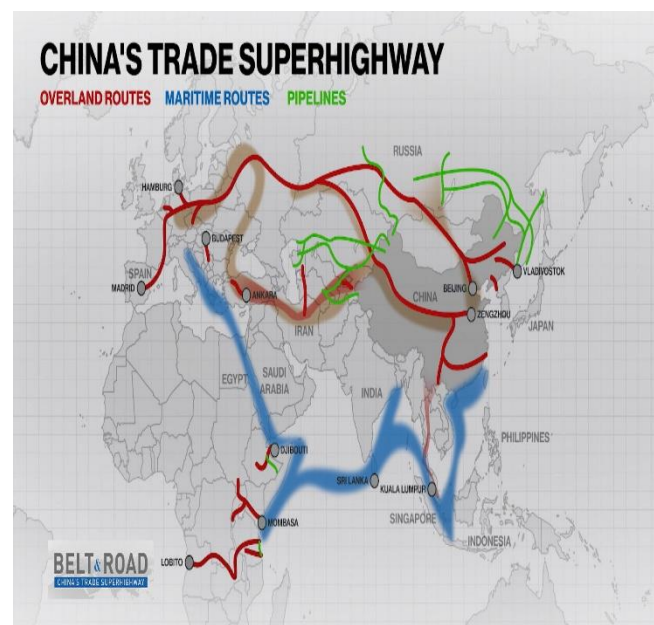 CHINA'S TRADE SUPERHIGHWAY
OVERLAND ROUTES MARITIME ROUTES PIPELINES
RUSSIA
HAMBURG
BUDAPEST
SPAIN
MADRID
ANKARA
VLADIVOSTOK
BEIJING
CHINA
ZENGZHOU
IRAN
JAPAN
EGYPT
SAUDI
ARABIA
INDIA
PHILIPPINES
DJIBOUTI
SRI LANKA
KUALA LUMPUR
SINGAPORE
MOMBASA
INDONESIA
LOBITO
BELT & ROAD
CHINA'S TRADE SUPERHIGHWAY